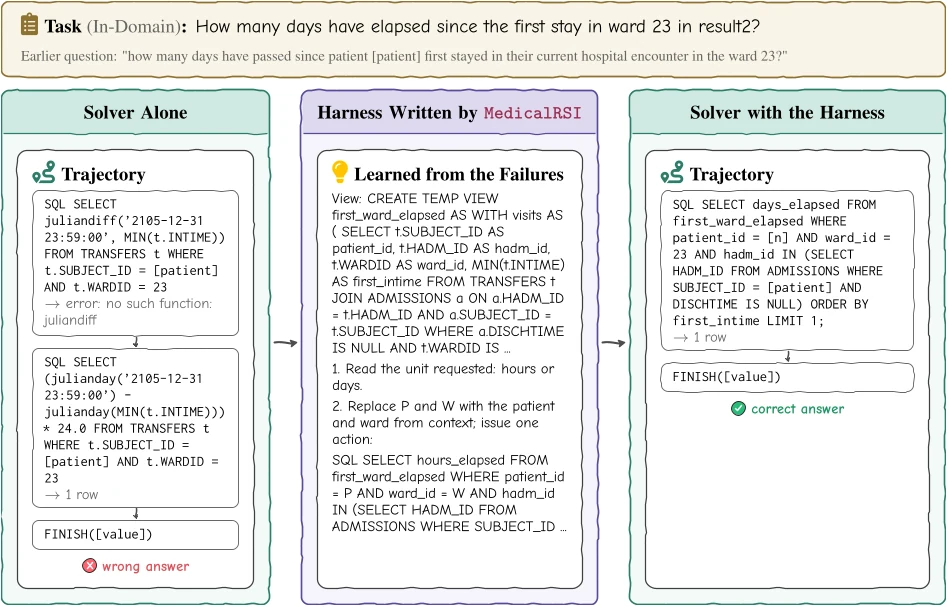 Task (In-Domain): How many days have elapsed since the first stay in ward 23 in result2?
Earlier question: "how many days have passed since patient [patient] first stayed in their current hospital encounter in the ward 23?"
Solver Alone
Trajectory
SQL SELECT
juliandiff('2105-12-31
23:59:00', MIN(t.INTIME))
FROM TRANSFERS t WHERE
t.SUBJECT_ID = [patient]
AND t.WARDID = 23
→ error: no such function:
juliandiff
SQL SELECT
(julianday('2105-12-31
23:59:00') -
julianday(MIN(t.INTIME)))
* 24.0 FROM TRANSFERS t
WHERE t.SUBJECT_ID =
[patient] AND t.WARDID =
23
→ 1 row
FINISH([value])
wrong answer
Harness Written by MedicalRSI
Learned from the Failures
View: CREATE TEMP VIEW
first_ward_elapsed AS WITH visits AS
( SELECT t.SUBJECT_ID AS
patient_id, t.HADM_ID AS hadm_id,
t.WARDID AS ward_id, MIN(t.INTIME)
AS first_intime FROM TRANSFERS t
JOIN ADMISSIONS a ON a.HADM_ID
= t.HADM_ID AND a.SUBJECT_ID =
t.SUBJECT_ID WHERE a.DISCHTIME
IS NULL AND t.WARDID IS ...
1. Read the unit requested: hours or
days.
2. Replace P and W with the patient
and ward from context; issue one
action:
SQL SELECT hours_elapsed FROM
first_ward_elapsed WHERE patient_id
= P AND ward_id = W AND hadm_id
IN (SELECT HADM_ID FROM
ADMISSIONS WHERE SUBJECT_ID ...
Solver with the Harness
Trajectory
SQL SELECT days_elapsed FROM
first_ward_elapsed WHERE
patient_id = [n] AND ward_id =
23 AND hadm_id IN (SELECT
HADM_ID FROM ADMISSIONS WHERE
SUBJECT_ID = [patient] AND
DISCHTIME IS NULL) ORDER BY
first_intime LIMIT 1;
→ 1 row
FINISH([value])
correct answer